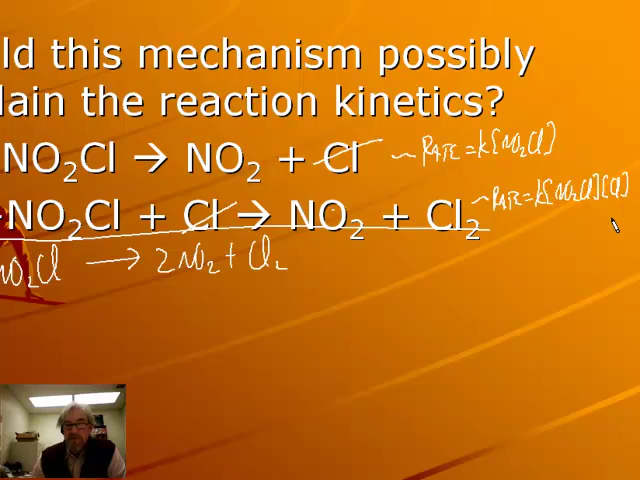 ld this mechanism possibly
lain the reaction kinetics?
NO₂Cl → NO₂ + Cl ~ RATE = k[NO₂Cl]
NO₂Cl + Cl → NO₂ + Cl₂ ~ RATE = k[NO₂Cl][Cl]
NO₂Cl → 2NO₂ + Cl₂